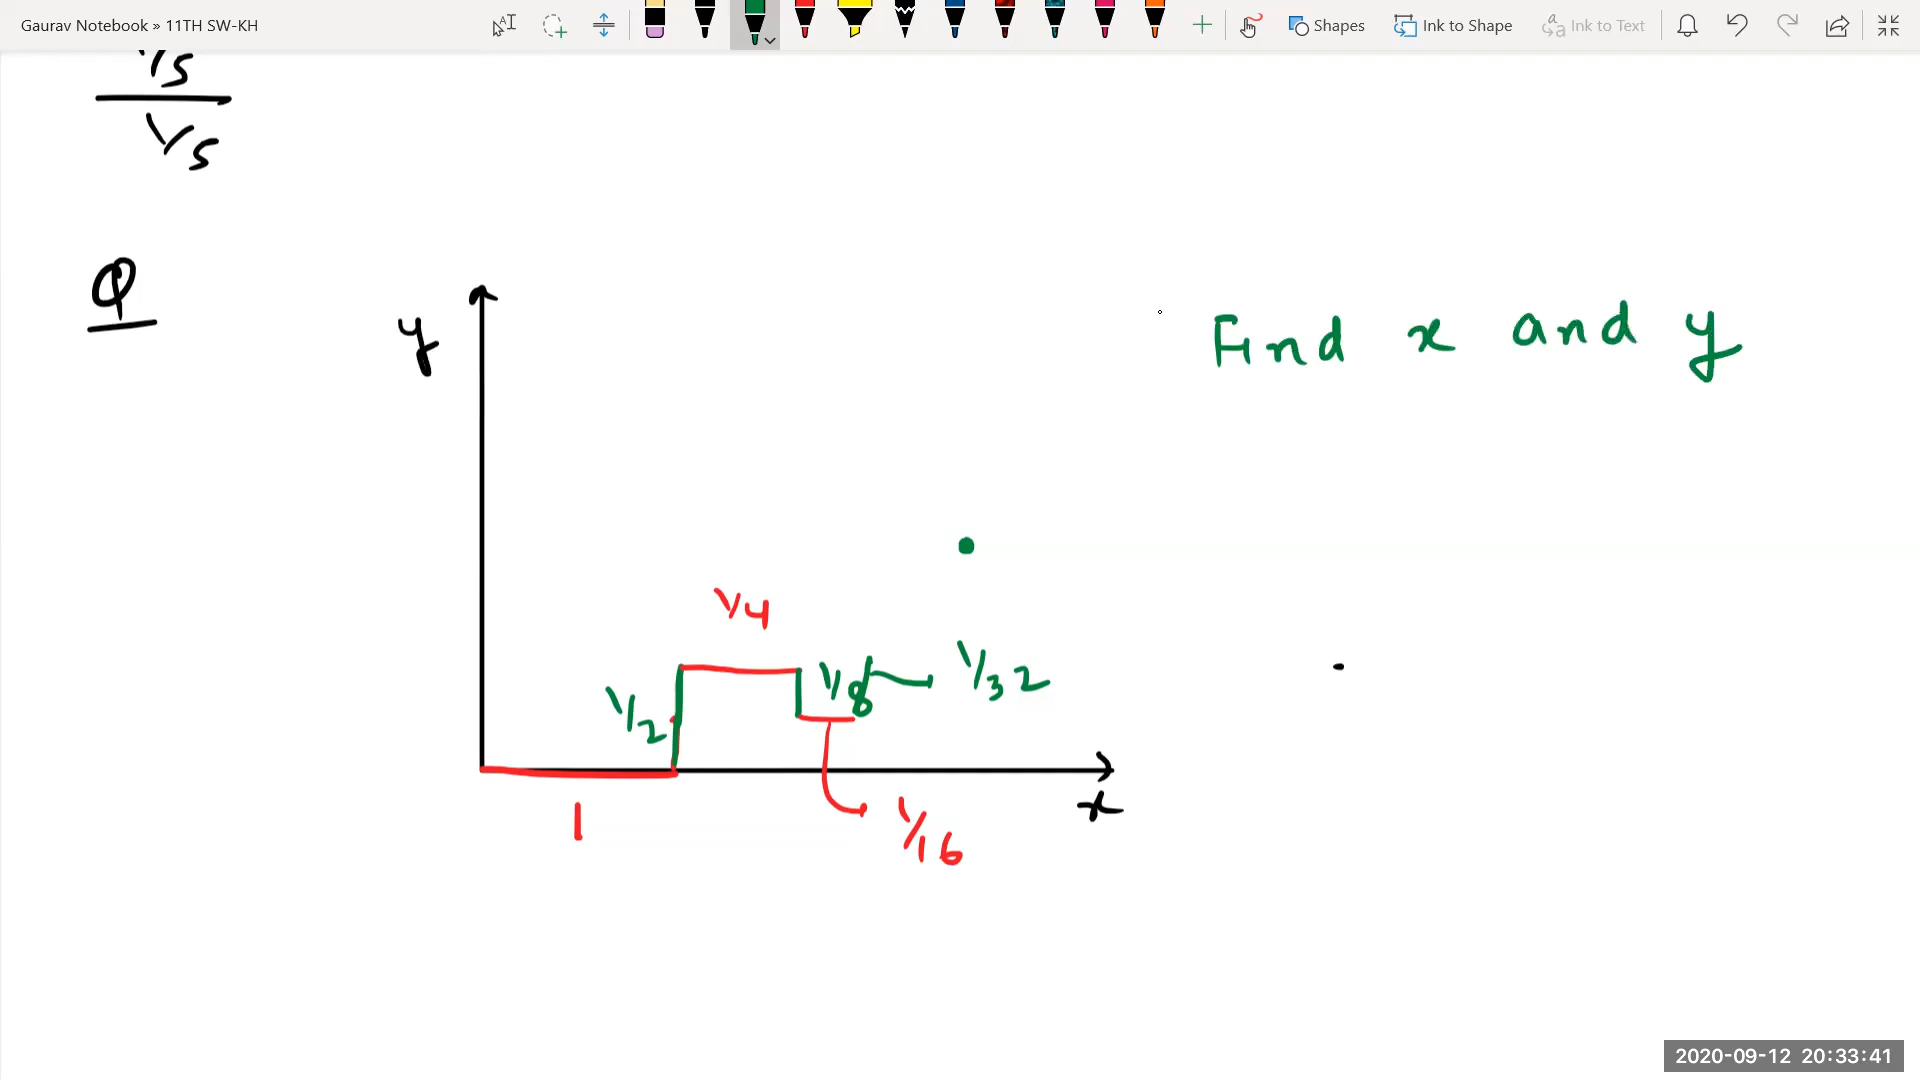 Gaurav Notebook » 11TH SW-KH
Shapes
Ink to Shape
Ink to Text
1/5
1/5
Q
y
Find x and y
1/4
1/2
1/8
1/32
x
1
1/16
2020-09-12 20:33:41